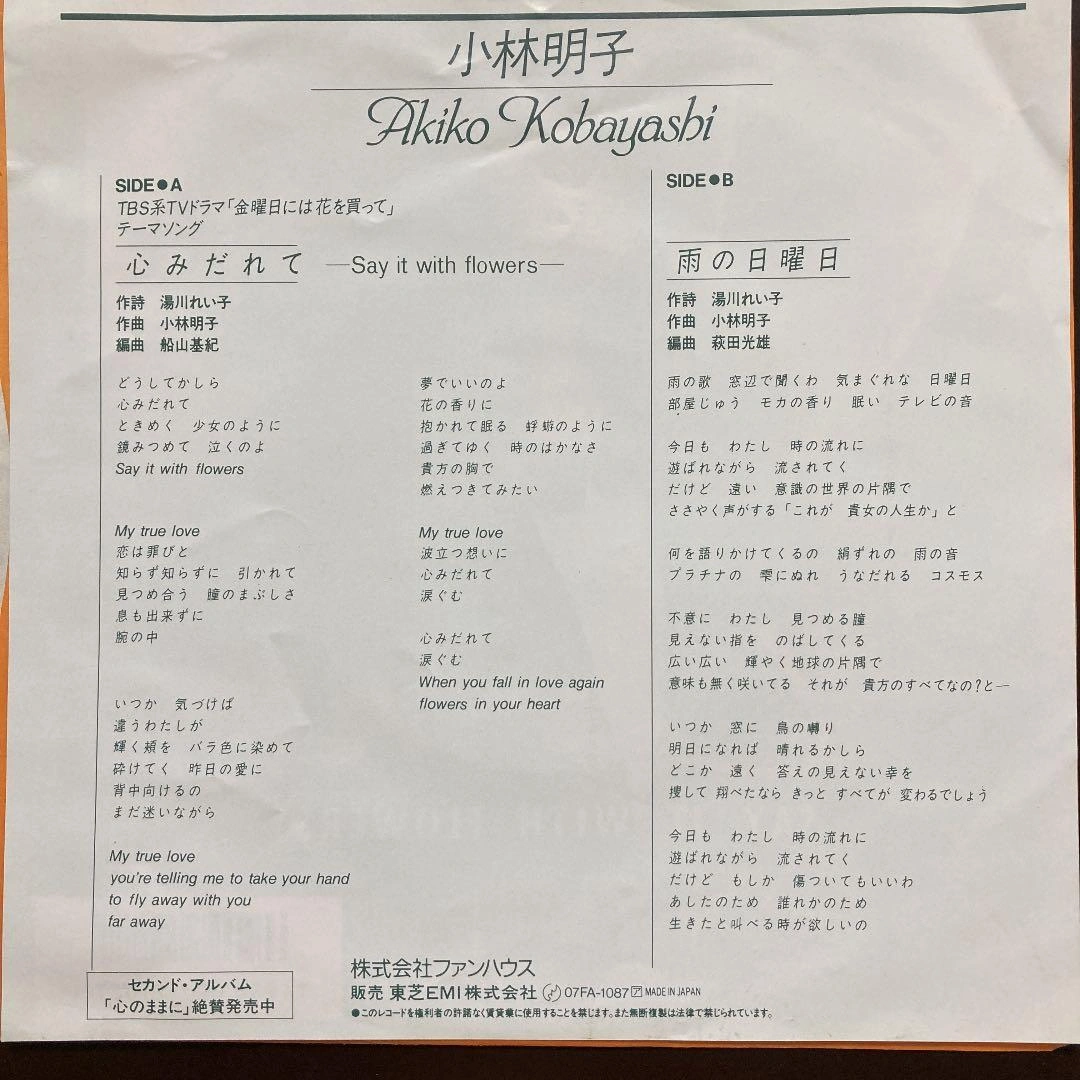 小林明子
Akiko Kobayashi
SIDE●A
TBS系TVドラマ「金曜日には花を買って」
テーマソング
心みだれて —Say it with flowers—
作詩 湯川れい子
作曲 小林明子
編曲 船山基紀
どうしてかしら
心みだれて
ときめく 少女のように
鏡みつめて 泣くのよ
Say it with flowers
My true love
恋は罪びと
知らず知らずに 引かれて
見つめ合う 瞳のまぶしさ
息も出来ずに
腕の中
いつか 気づけば
違うわたしが
輝く頬を バラ色に染めて
砕けてく 昨日の愛に
背中向けるの
まだ迷いながら
My true love
you're telling me to take your hand
to fly away with you
far away
夢でいいのよ
花の香りに
抱かれて眠る 蜉蝣のように
過ぎてゆく 時のはかなさ
貴方の胸で
燃えつきてみたい
My true love
波立つ想いに
心みだれて
涙ぐむ
心みだれて
涙ぐむ
When you fall in love again
flowers in your heart
SIDE●B
雨の日曜日
作詩 湯川れい子
作曲 小林明子
編曲 萩田光雄
雨の歌 窓辺で聞くわ 気まぐれな 日曜日
部屋じゅう モカの香り 眠い テレビの音
今日も わたし 時の流れに
遊ばれながら 流されてく
だけど 遠い 意識の世界の片隅で
ささやく声がする「これが 貴女の人生か」と
何を語りかけてくるの 絹ずれの 雨の音
プラチナの 雫にぬれ うなだれる コスモス
不意に わたし 見つめる瞳
見えない指を のばしてくる
広い広い 輝やく地球の片隅で
意味も無く咲いてる それが 貴方のすべてなの?と—
いつか 窓に 鳥の囀り
明日になれば 晴れるかしら
どこか 遠く 答えの見えない幸を
捜して 翔べたなら きっと すべてが 変わるでしょう
今日も わたし 時の流れに
遊ばれながら 流されてく
だけど もしか 傷ついてもいいわ
あしたのため 誰れかのため
生きたと叫べる時が欲しいの
セカンド・アルバム
「心のままに」絶賛発売中
株式会社ファンハウス
販売 東芝EMI株式会社 07FA-1087 MADE IN JAPAN
●このレコードを権利者の許諾なく賃貸業に使用することを禁じます。また無断複製は法律で禁じられています。